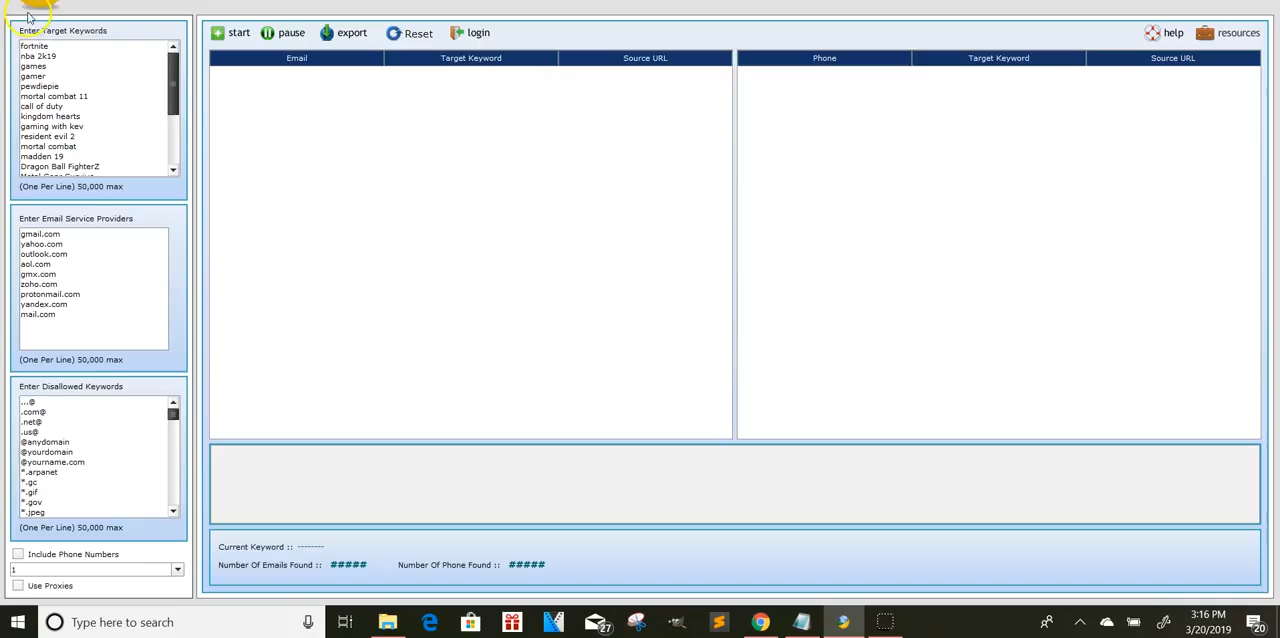 start
pause
export
Reset
login
help
resources
Enter Target Keywords
fortnite
nba 2k19
games
gamer
pewdiepie
mortal combat 11
call of duty
kingdom hearts
gaming with kev
resident evil 2
mortal combat
madden 19
Dragon Ball FighterZ
(One Per Line) 50,000 max
Enter Email Service Providers
gmail.com
yahoo.com
outlook.com
aol.com
gmx.com
zoho.com
protonmail.com
yandex.com
mail.com
(One Per Line) 50,000 max
Enter Disallowed Keywords
...@
.com@
.net@
.us@
@anydomain
@yourdomain
@yourname.com
*.arpanet
*.gc
*.gif
*.gov
*.jpeg
(One Per Line) 50,000 max
Include Phone Numbers
1
Use Proxies
Email Target Keyword Source URL
Phone Target Keyword Source URL
Current Keyword :: --------
Number Of Emails Found :: ##### Number Of Phone Found :: #####
Type here to search
27
3:16 PM
3/20/2019
20